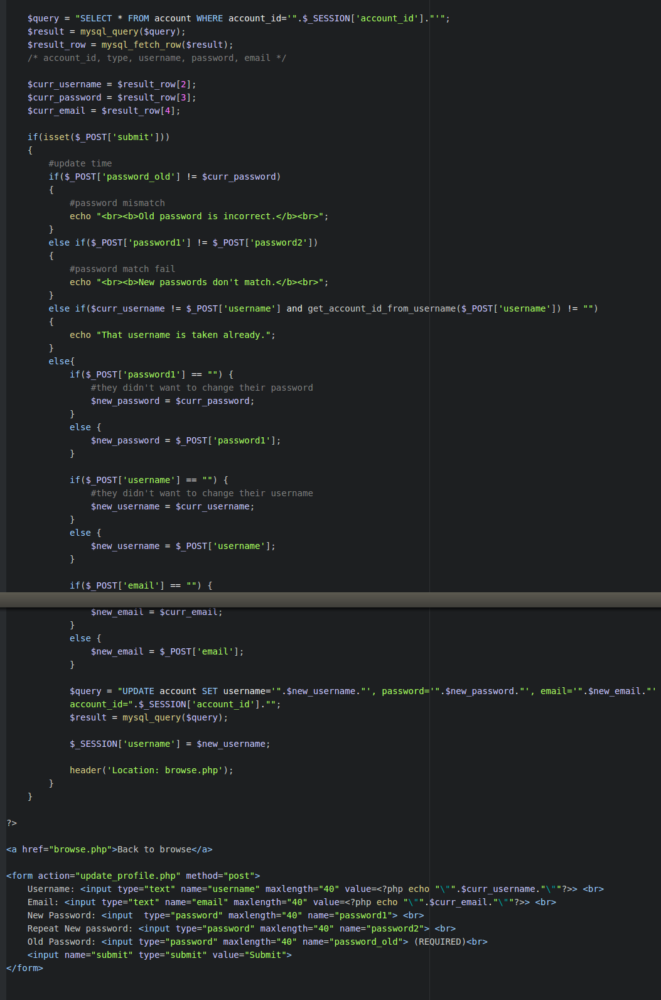 $query = "SELECT * FROM account WHERE account_id='".$_SESSION['account_id']."'";
$result = mysql_query($query);
$result_row = mysql_fetch_row($result);
/* account_id, type, username, password, email */
$curr_username = $result_row[2];
$curr_password = $result_row[3];
$curr_email = $result_row[4];
if(isset($_POST['submit']))
{
#update time
if($_POST['password_old'] != $curr_password)
{
#password mismatch
echo "<br><b>Old password is incorrect.</b><br>";
}
else if($_POST['password1'] != $_POST['password2'])
{
#password match fail
echo "<br><b>New passwords don't match.</b><br>";
}
else if($curr_username != $_POST['username'] and get_account_id_from_username($_POST['username']) != "")
{
echo "That username is taken already.";
}
else{
if($_POST['password1'] == "") {
#they didn't want to change their password
$new_password = $curr_password;
}
else {
$new_password = $_POST['password1'];
}
if($_POST['username'] == "") {
#they didn't want to change their username
$new_username = $curr_username;
}
else {
$new_username = $_POST['username'];
}
if($_POST['email'] == "") {
$new_email = $curr_email;
}
else {
$new_email = $_POST['email'];
}
$query = "UPDATE account SET username='".$new_username."', password='".$new_password."', email='".$new_email."'
account_id=".$_SESSION['account_id']."";
$result = mysql_query($query);
$_SESSION['username'] = $new_username;
header('Location: browse.php');
}
}
?>
<a href="browse.php">Back to browse</a>
<form action="update_profile.php" method="post">
Username: <input type="text" name="username" maxlength="40" value=<?php echo "\"".$curr_username."\""?>> <br>
Email: <input type="text" name="email" maxlength="40" value=<?php echo "\"".$curr_email."\""?>> <br>
New Password: <input  type="password" maxlength="40" name="password1"> <br>
Repeat New password: <input type="password" maxlength="40" name="password2"> <br>
Old Password: <input type="password" maxlength="40" name="password_old"> (REQUIRED)<br>
<input name="submit" type="submit" value="Submit">
</form>